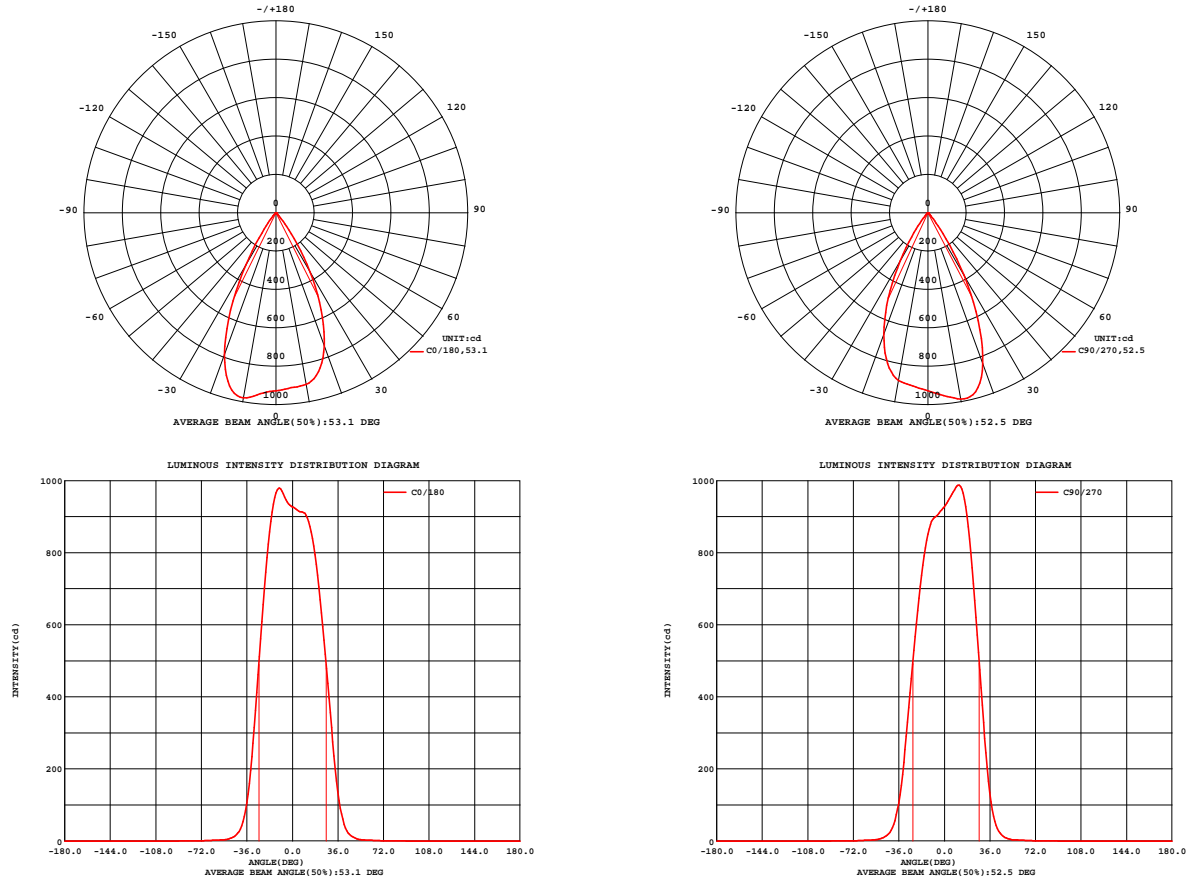 -/+180
-150
150
-120
120
-90
90
-60
60
-30
30
0
0
200
400
600
800
1000
UNIT:cd
C0/180,53.1
AVERAGE BEAM ANGLE(50%):53.1 DEG
-/+180
-150
150
-120
120
-90
90
-60
60
-30
30
0
0
200
400
600
800
1000
UNIT:cd
C90/270,52.5
AVERAGE BEAM ANGLE(50%):52.5 DEG
LUMINOUS INTENSITY DISTRIBUTION DIAGRAM
C0/180
INTENSITY(cd)
1000
800
600
400
200
0
-180.0 -144.0 -108.0 -72.0 -36.0 0.0 36.0 72.0 108.0 144.0 180.0
ANGLE(DEG)
AVERAGE BEAM ANGLE(50%):53.1 DEG
LUMINOUS INTENSITY DISTRIBUTION DIAGRAM
C90/270
INTENSITY(cd)
1000
800
600
400
200
0
-180.0 -144.0 -108.0 -72.0 -36.0 0.0 36.0 72.0 108.0 144.0 180.0
ANGLE(DEG)
AVERAGE BEAM ANGLE(50%):52.5 DEG